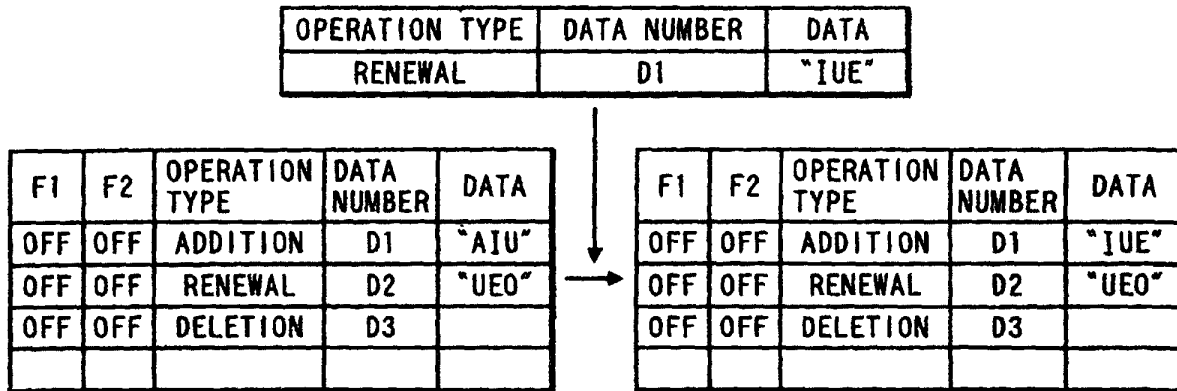 OPERATION TYPE DATA NUMBER DATA
RENEWAL D1 "IUE"
F1 F2 OPERATION TYPE DATA NUMBER DATA
OFF OFF ADDITION D1 "AIU"
OFF OFF RENEWAL D2 "UEO"
OFF OFF DELETION D3
F1 F2 OPERATION TYPE DATA NUMBER DATA
OFF OFF ADDITION D1 "IUE"
OFF OFF RENEWAL D2 "UEO"
OFF OFF DELETION D3